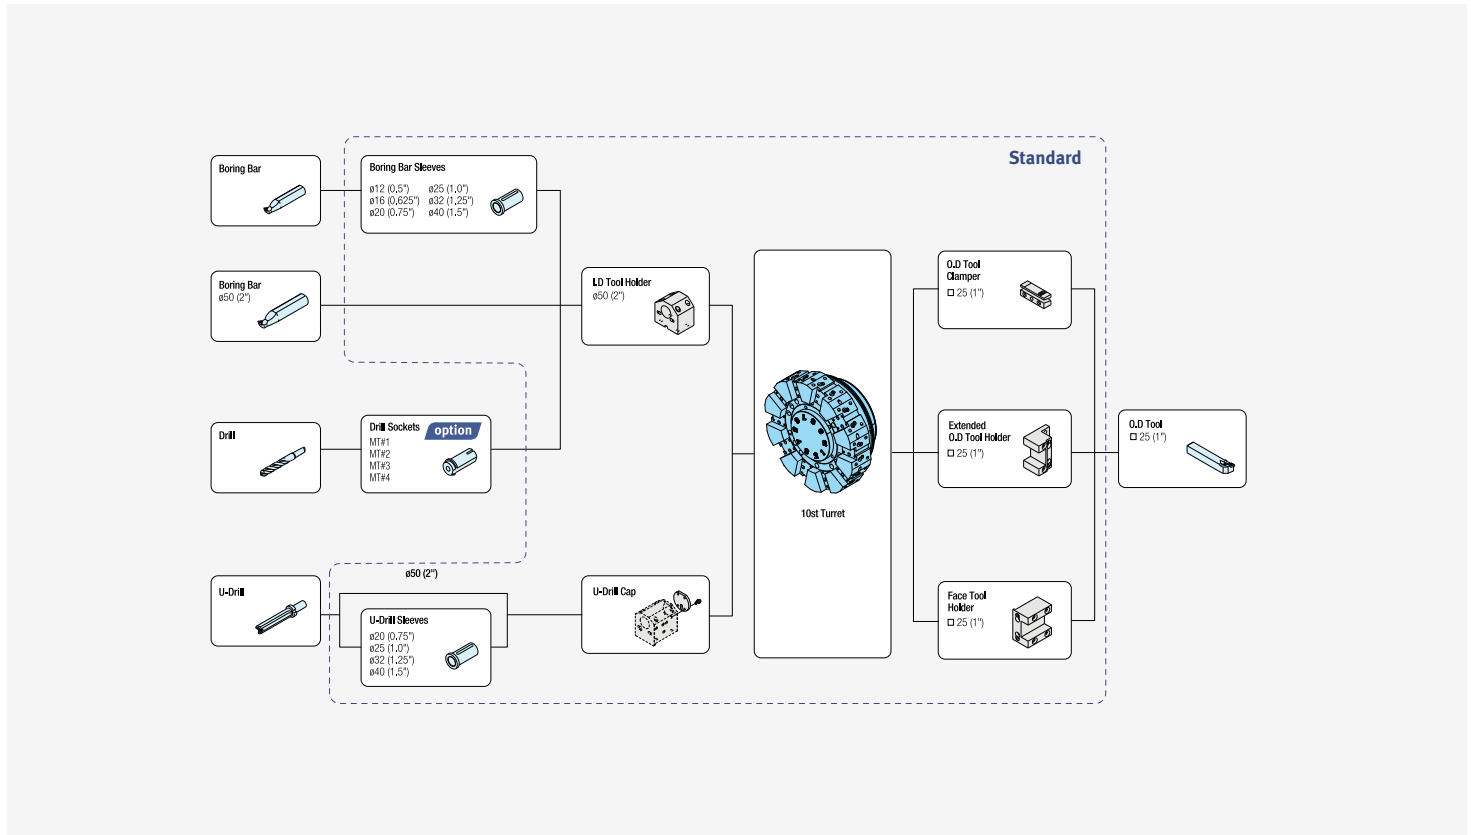 Standard
Boring Bar
Boring Bar Sleeves
ø12 (0.5") ø25 (1.0")
ø16 (0.625") ø32 (1.25")
ø20 (0.75") ø40 (1.5")
Boring Bar
ø50 (2")
I.D Tool Holder
ø50 (2")
Drill
Drill Sockets
option
MT#1
MT#2
MT#3
MT#4
U-Drill
ø50 (2")
U-Drill Sleeves
ø20 (0.75")
ø25 (1.0")
ø32 (1.25")
ø40 (1.5")
U-Drill Cap
10st Turret
O.D Tool
Clamper
□ 25 (1")
Extended
O.D Tool Holder
□ 25 (1")
Face Tool
Holder
□ 25 (1")
O.D Tool
□ 25 (1")